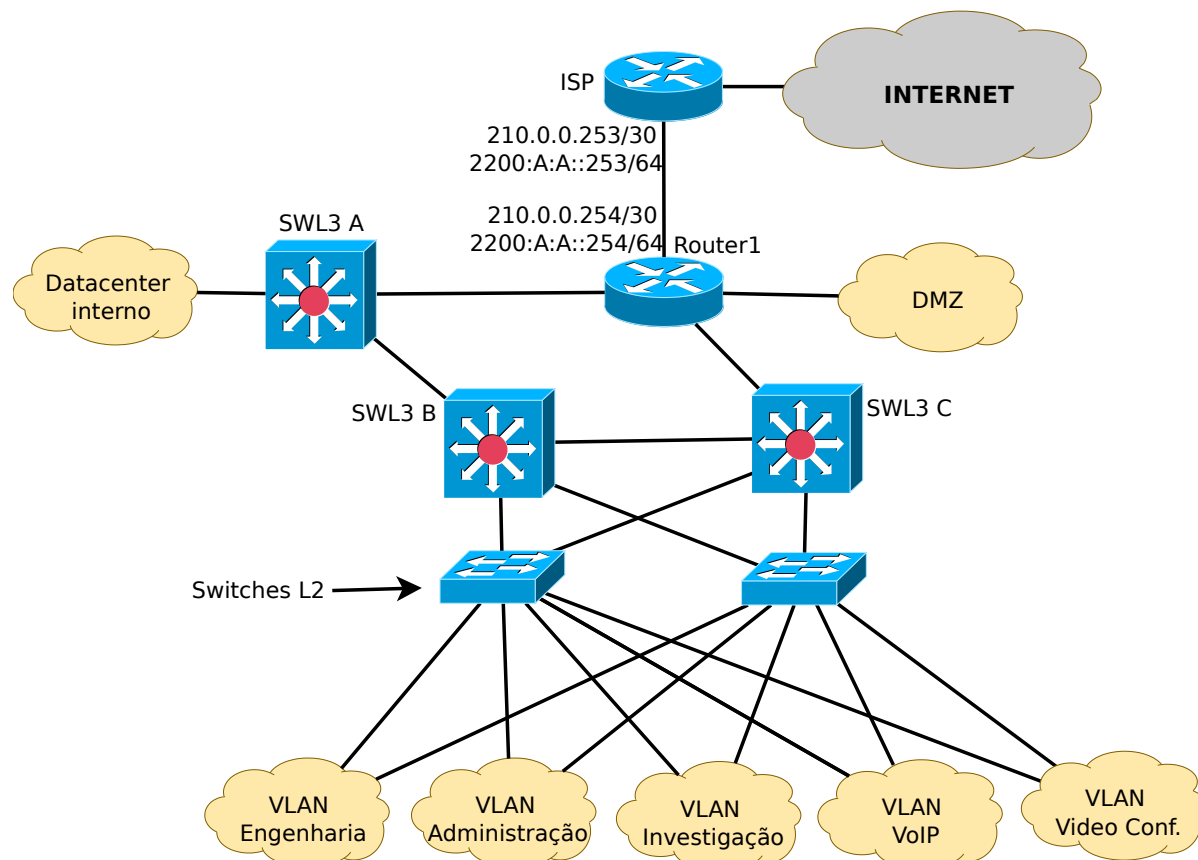 ISP
INTERNET
210.0.0.253/30
2200:A:A::253/64
210.0.0.254/30
2200:A:A::254/64
Router1
SWL3 A
Datacenter
interno
DMZ
SWL3 B
SWL3 C
Switches L2
VLAN
Engenharia
VLAN
Administração
VLAN
Investigação
VLAN
VoIP
VLAN
Video Conf.